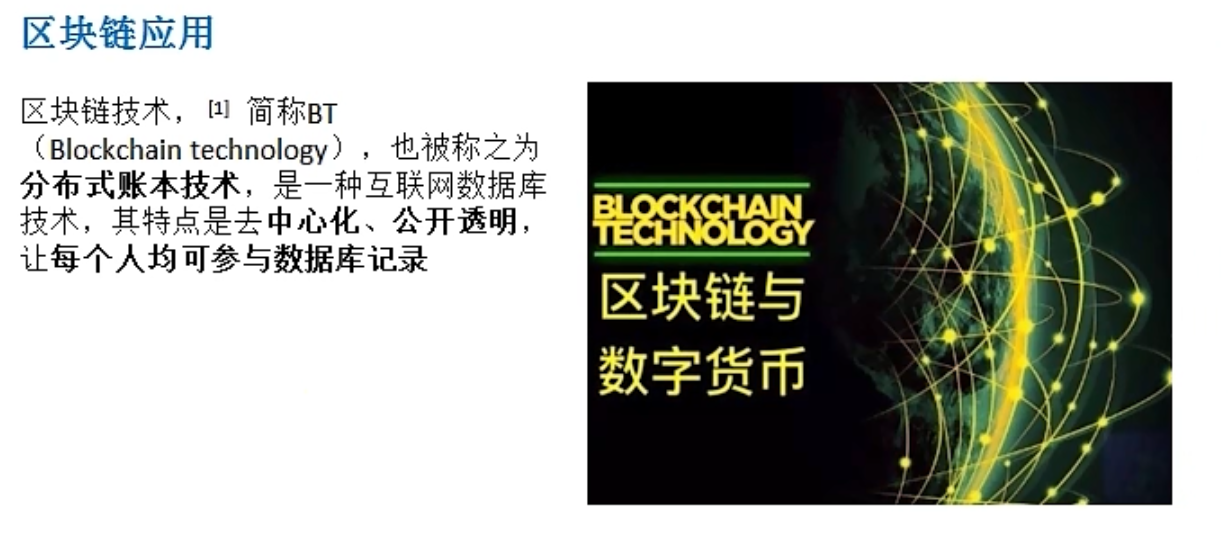 区块链应用
区块链技术， [1] 简称BT
（Blockchain technology），也被称之为
分布式账本技术，是一种互联网数据库
技术，其特点是去中心化、公开透明，
让每个人均可参与数据库记录
BLOCKCHAIN
TECHNOLOGY
区块链与
数字货币